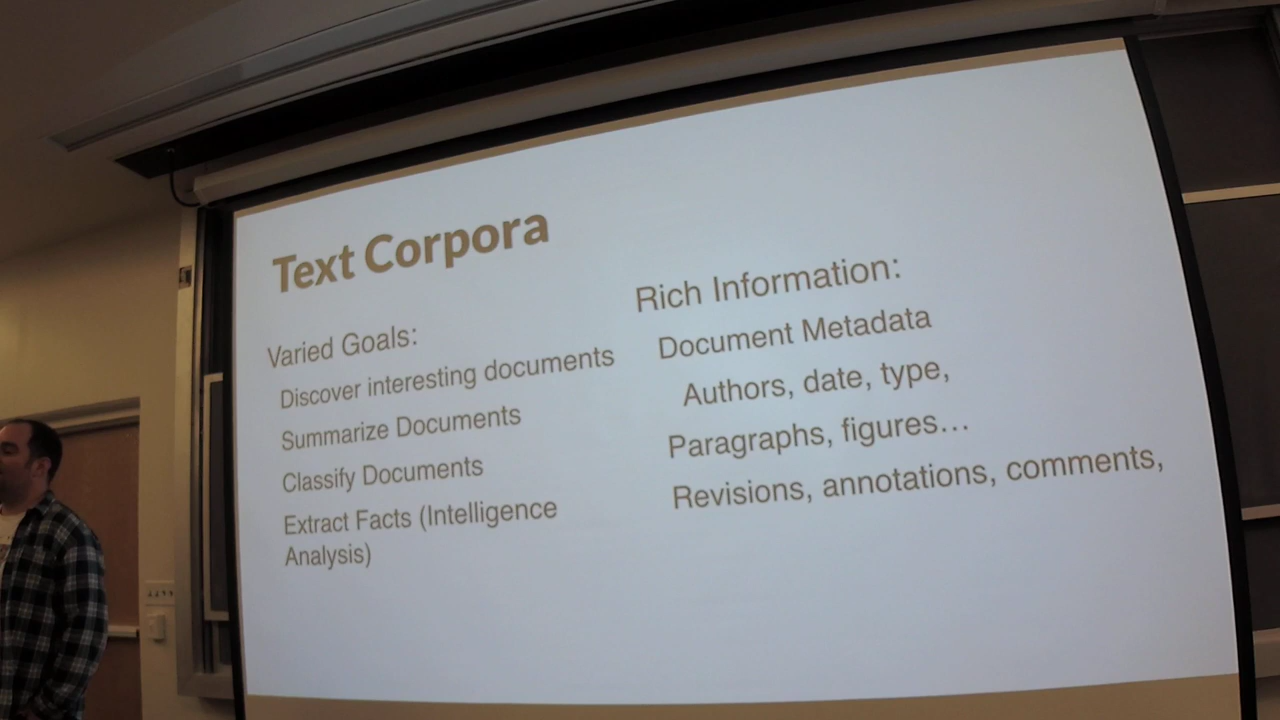 Text Corpora
Varied Goals:
Discover interesting documents
Summarize Documents
Classify Documents
Extract Facts (Intelligence
Analysis)
Rich Information:
Document Metadata
Authors, date, type,
Paragraphs, figures…
Revisions, annotations, comments,